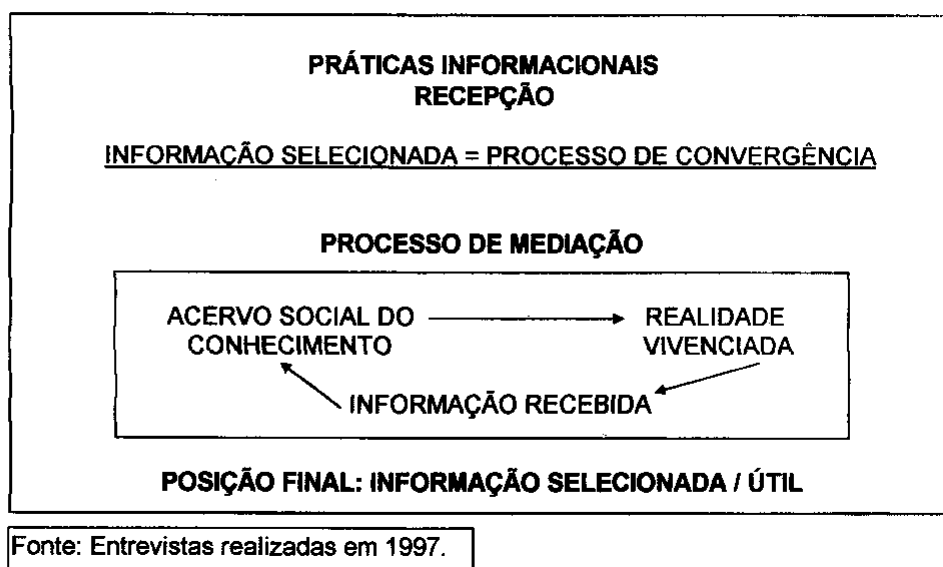 PRÁTICAS INFORMACIONAIS
RECEPÇÃO
INFORMAÇÃO SELECIONADA = PROCESSO DE CONVERGÊNCIA
PROCESSO DE MEDIAÇÃO
ACERVO SOCIAL DO
CONHECIMENTO
REALIDADE
VIVENCIADA
INFORMAÇÃO RECEBIDA
POSIÇÃO FINAL: INFORMAÇÃO SELECIONADA / ÚTIL
Fonte: Entrevistas realizadas em 1997.